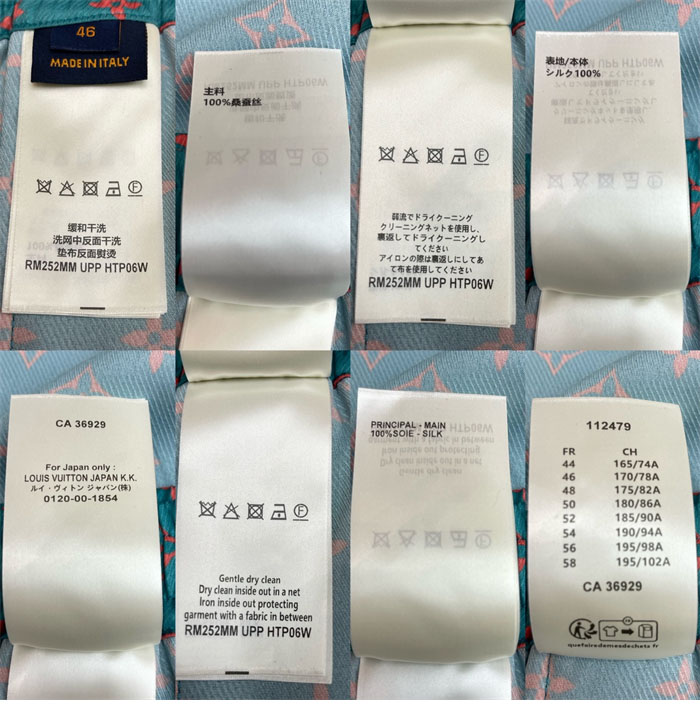 46
MADE IN ITALY
缓和干洗
洗网中反面干洗
垫布反面熨烫
RM252MM UPP HTP06W
主料
100%桑蚕丝
弱流でドライクーニング
クリーニングネットを使用し、
裏返してドライクーニングし
てください
アイロンの際は裏返しにしてあ
て布を使用してください
RM252MM UPP HTP06W
表地/本体
シルク100%
CA 36929
For Japan only :
LOUIS VUITTON JAPAN K.K.
ルイ・ヴィトン ジャパン(株)
0120-00-1854
Gentle dry clean
Dry clean inside out in a net
Iron inside out protecting
garment with a fabric in between
RM252MM UPP HTP06W
PRINCIPAL - MAIN
100%SOIE - SILK
112479
FR CH
44 165/74A
46 170/78A
48 175/82A
50 180/86A
52 185/90A
54 190/94A
56 195/98A
58 195/102A
CA 36929
FR
quefairedemesdechets.fr